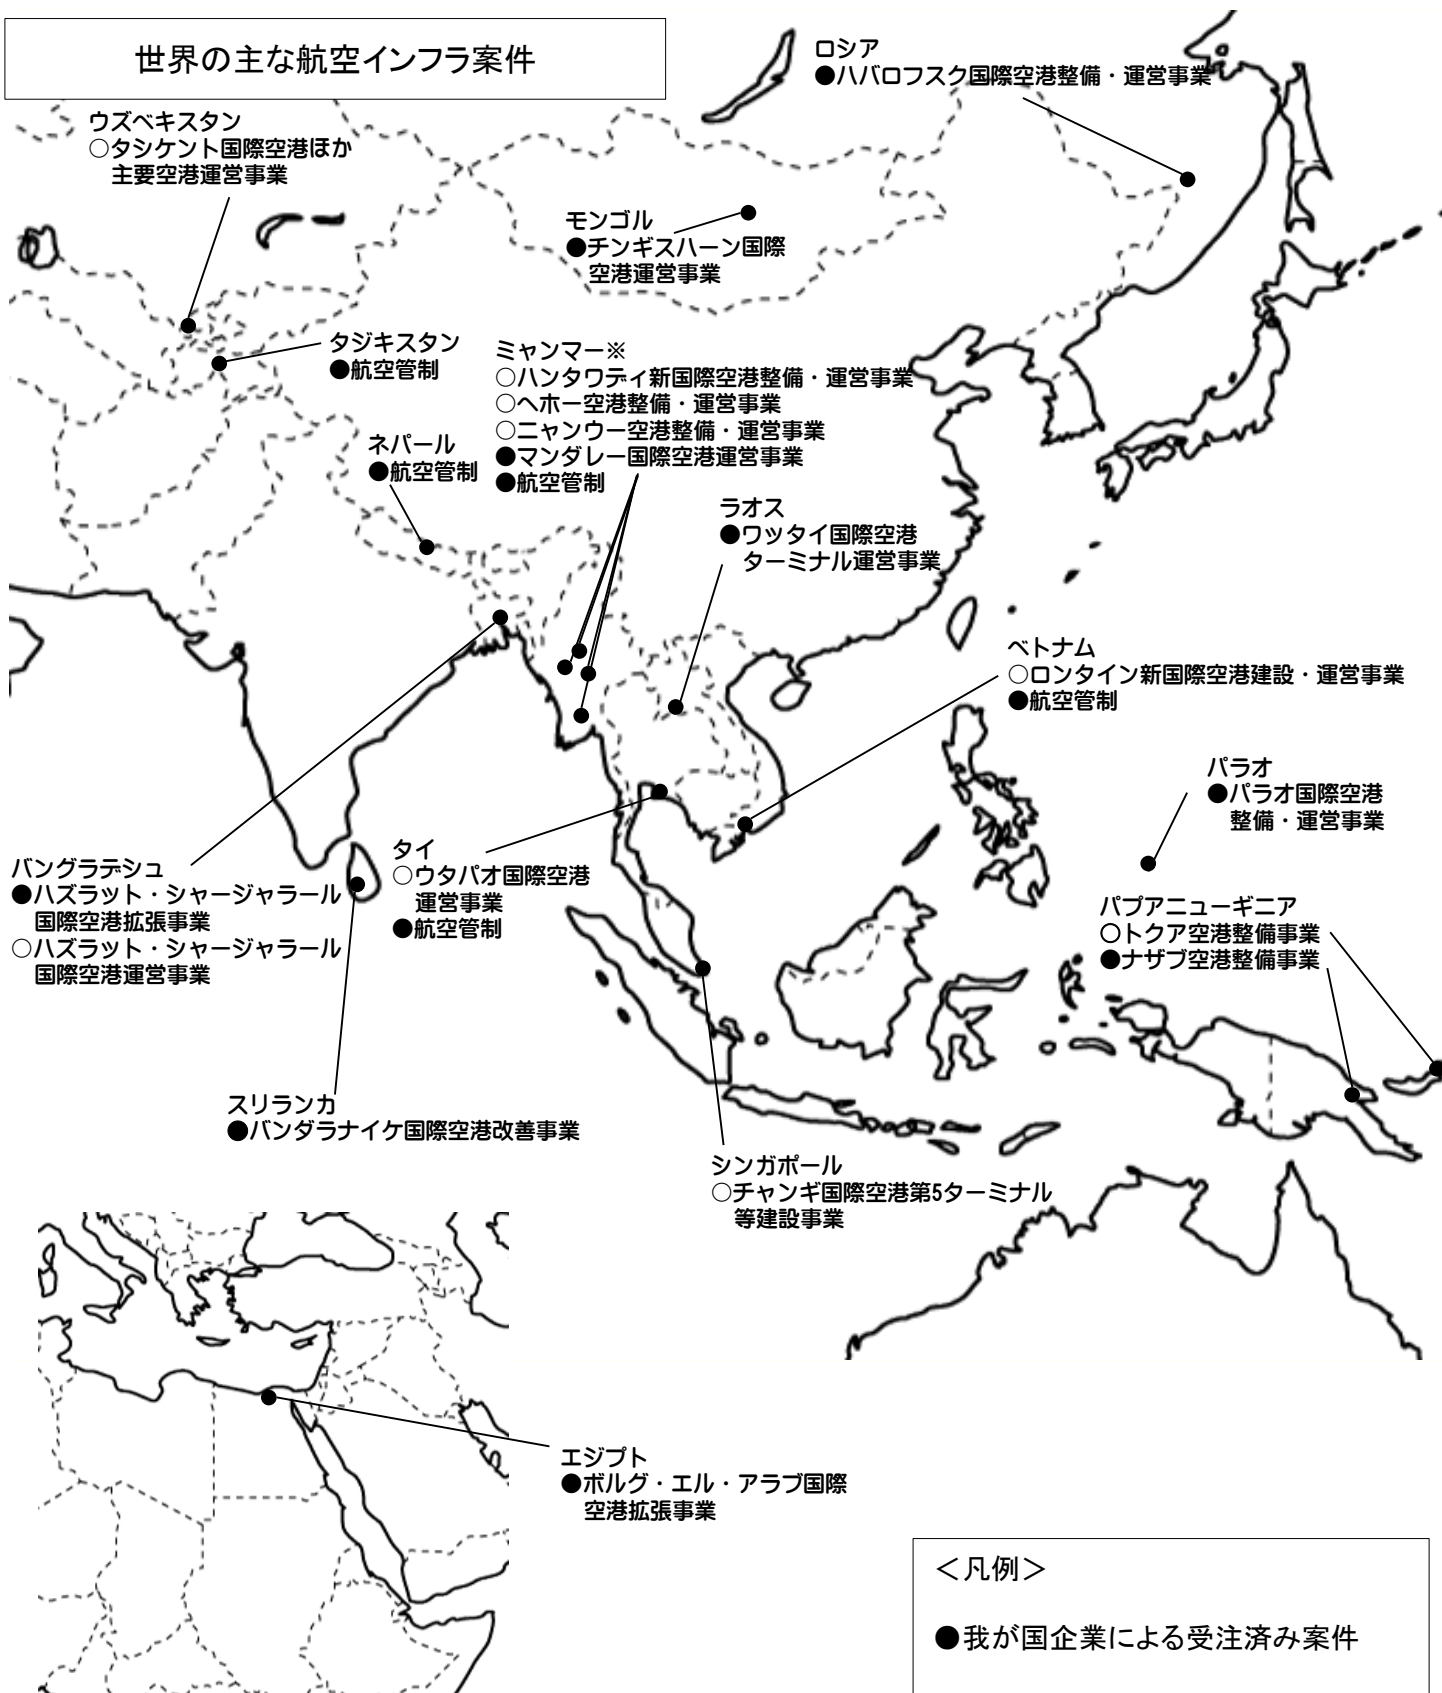 世界の主な航空インフラ案件
ロシア
●ハバロフスク国際空港整備・運営事業
ウズベキスタン
○タシケント国際空港ほか
主要空港運営事業
モンゴル
●チンギスハーン国際
空港運営事業
タジキスタン
●航空管制
ミャンマー※
○ハンタワディ新国際空港整備・運営事業
○ヘホー空港整備・運営事業
○ニャンウー空港整備・運営事業
●マンダレー国際空港運営事業
●航空管制
ネパール
●航空管制
ラオス
●ワッタイ国際空港
ターミナル運営事業
ベトナム
○ロンタイン新国際空港建設・運営事業
●航空管制
パラオ
●パラオ国際空港
整備・運営事業
バングラデシュ
●ハズラット・シャージャラール
国際空港拡張事業
○ハズラット・シャージャラール
国際空港運営事業
タイ
○ウタパオ国際空港
運営事業
●航空管制
パプアニューギニア
○トクア空港整備事業
●ナザブ空港整備事業
スリランカ
●バンダラナイケ国際空港改善事業
シンガポール
○チャンギ国際空港第5ターミナル
等建設事業
エジプト
●ボルグ・エル・アラブ国際
空港拡張事業
＜凡例＞
●我が国企業による受注済み案件